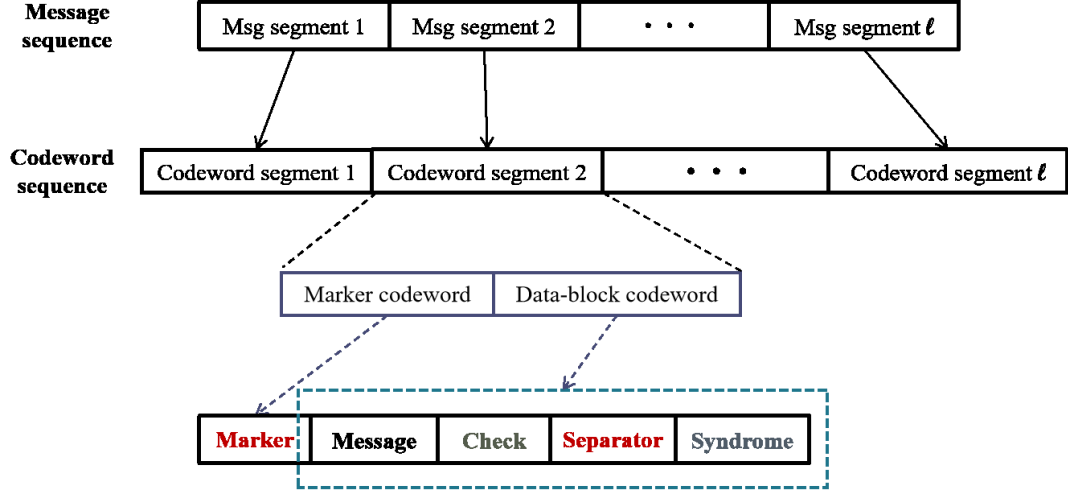 Message
sequence
Msg segment 1 Msg segment 2 · · · Msg segment ℓ
Codeword
sequence
Codeword segment 1 Codeword segment 2 · · · Codeword segment ℓ
Marker codeword Data-block codeword
Marker Message Check Separator Syndrome